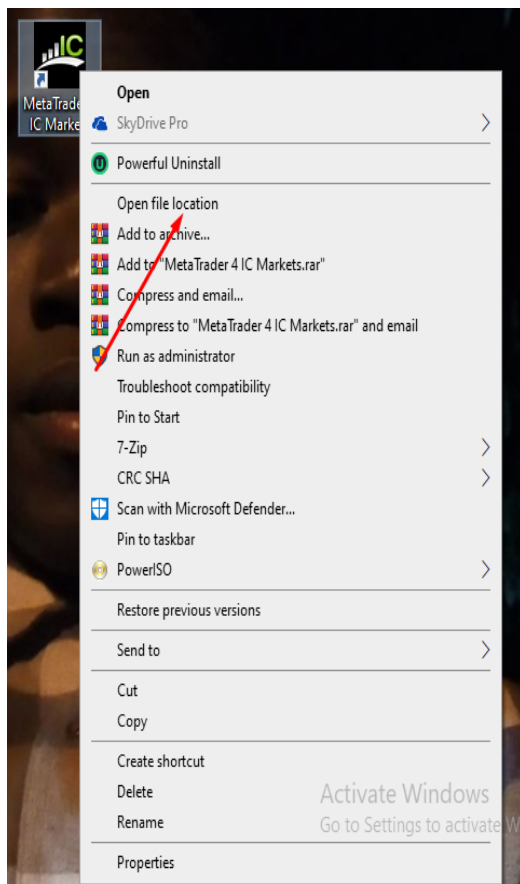 IC
MetaTrade
IC Marke
Open
SkyDrive Pro
Powerful Uninstall
Open file location
Add to archive...
Add to "MetaTrader 4 IC Markets.rar"
Compress and email...
Compress to "MetaTrader 4 IC Markets.rar" and email
Run as administrator
Troubleshoot compatibility
Pin to Start
7-Zip
CRC SHA
Scan with Microsoft Defender...
Pin to taskbar
PowerISO
Restore previous versions
Send to
Cut
Copy
Create shortcut
Delete
Rename
Properties
Activate Windows
Go to Settings to activate W